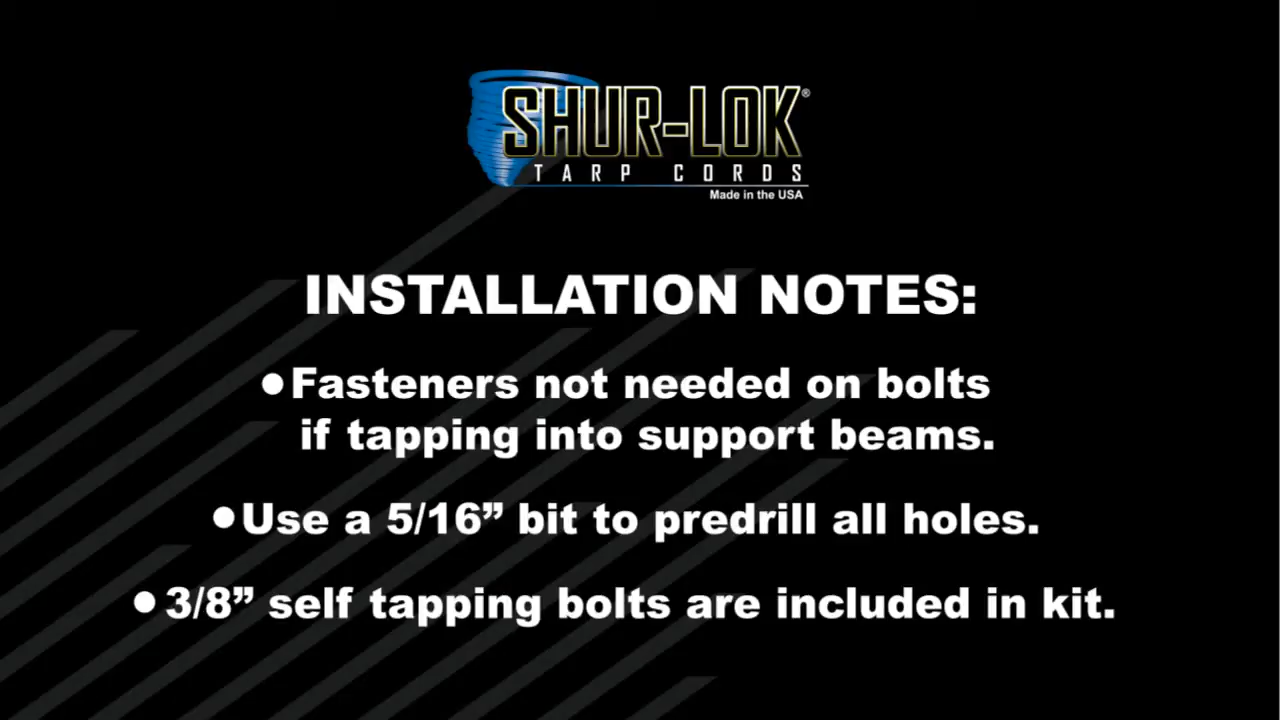 SHUR-LOK®
TARP CORDS
Made in the USA
INSTALLATION NOTES:
●Fasteners not needed on bolts
if tapping into support beams.
●Use a 5/16” bit to predrill all holes.
●3/8” self tapping bolts are included in kit.